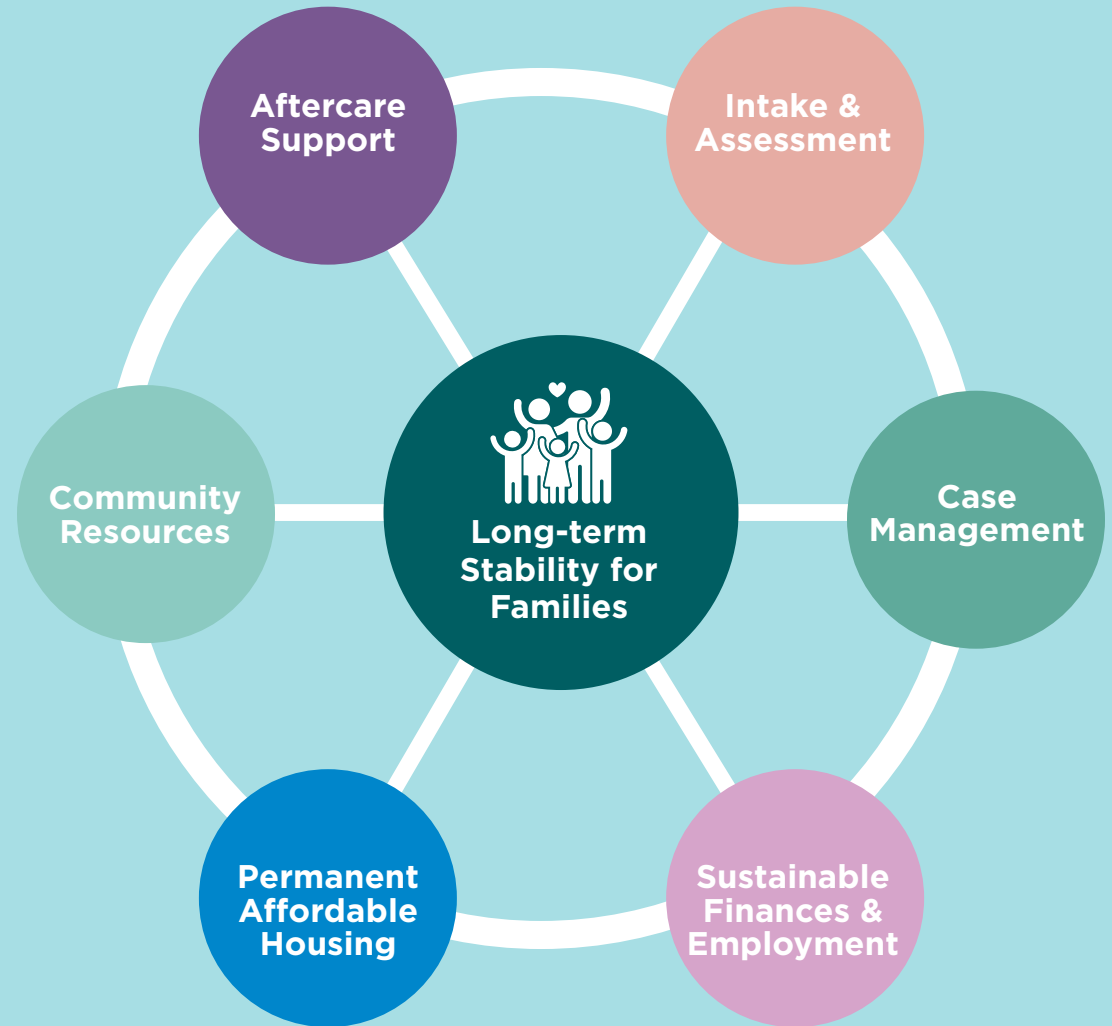 Aftercare
Support
Intake &
Assessment
Community
Resources
Long-term
Stability for
Families
Case
Management
Permanent
Affordable
Housing
Sustainable
Finances &
Employment